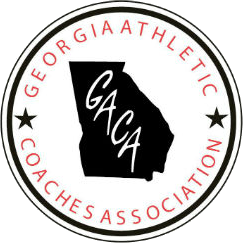 GEORGIA ATHLETIC
GACA
COACHES ASSOCIATION